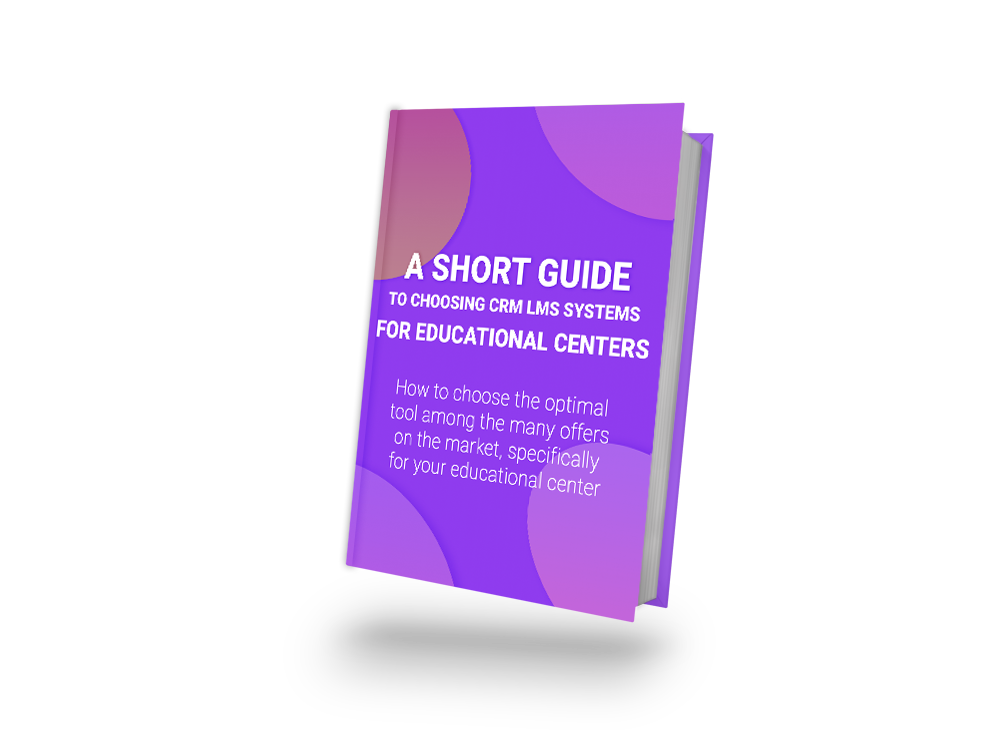 A SHORT GUIDE
TO CHOOSING CRM LMS SYSTEMS
FOR EDUCATIONAL CENTERS
How to choose the optimal
tool among the many offers
on the market, specifically
for your educational center